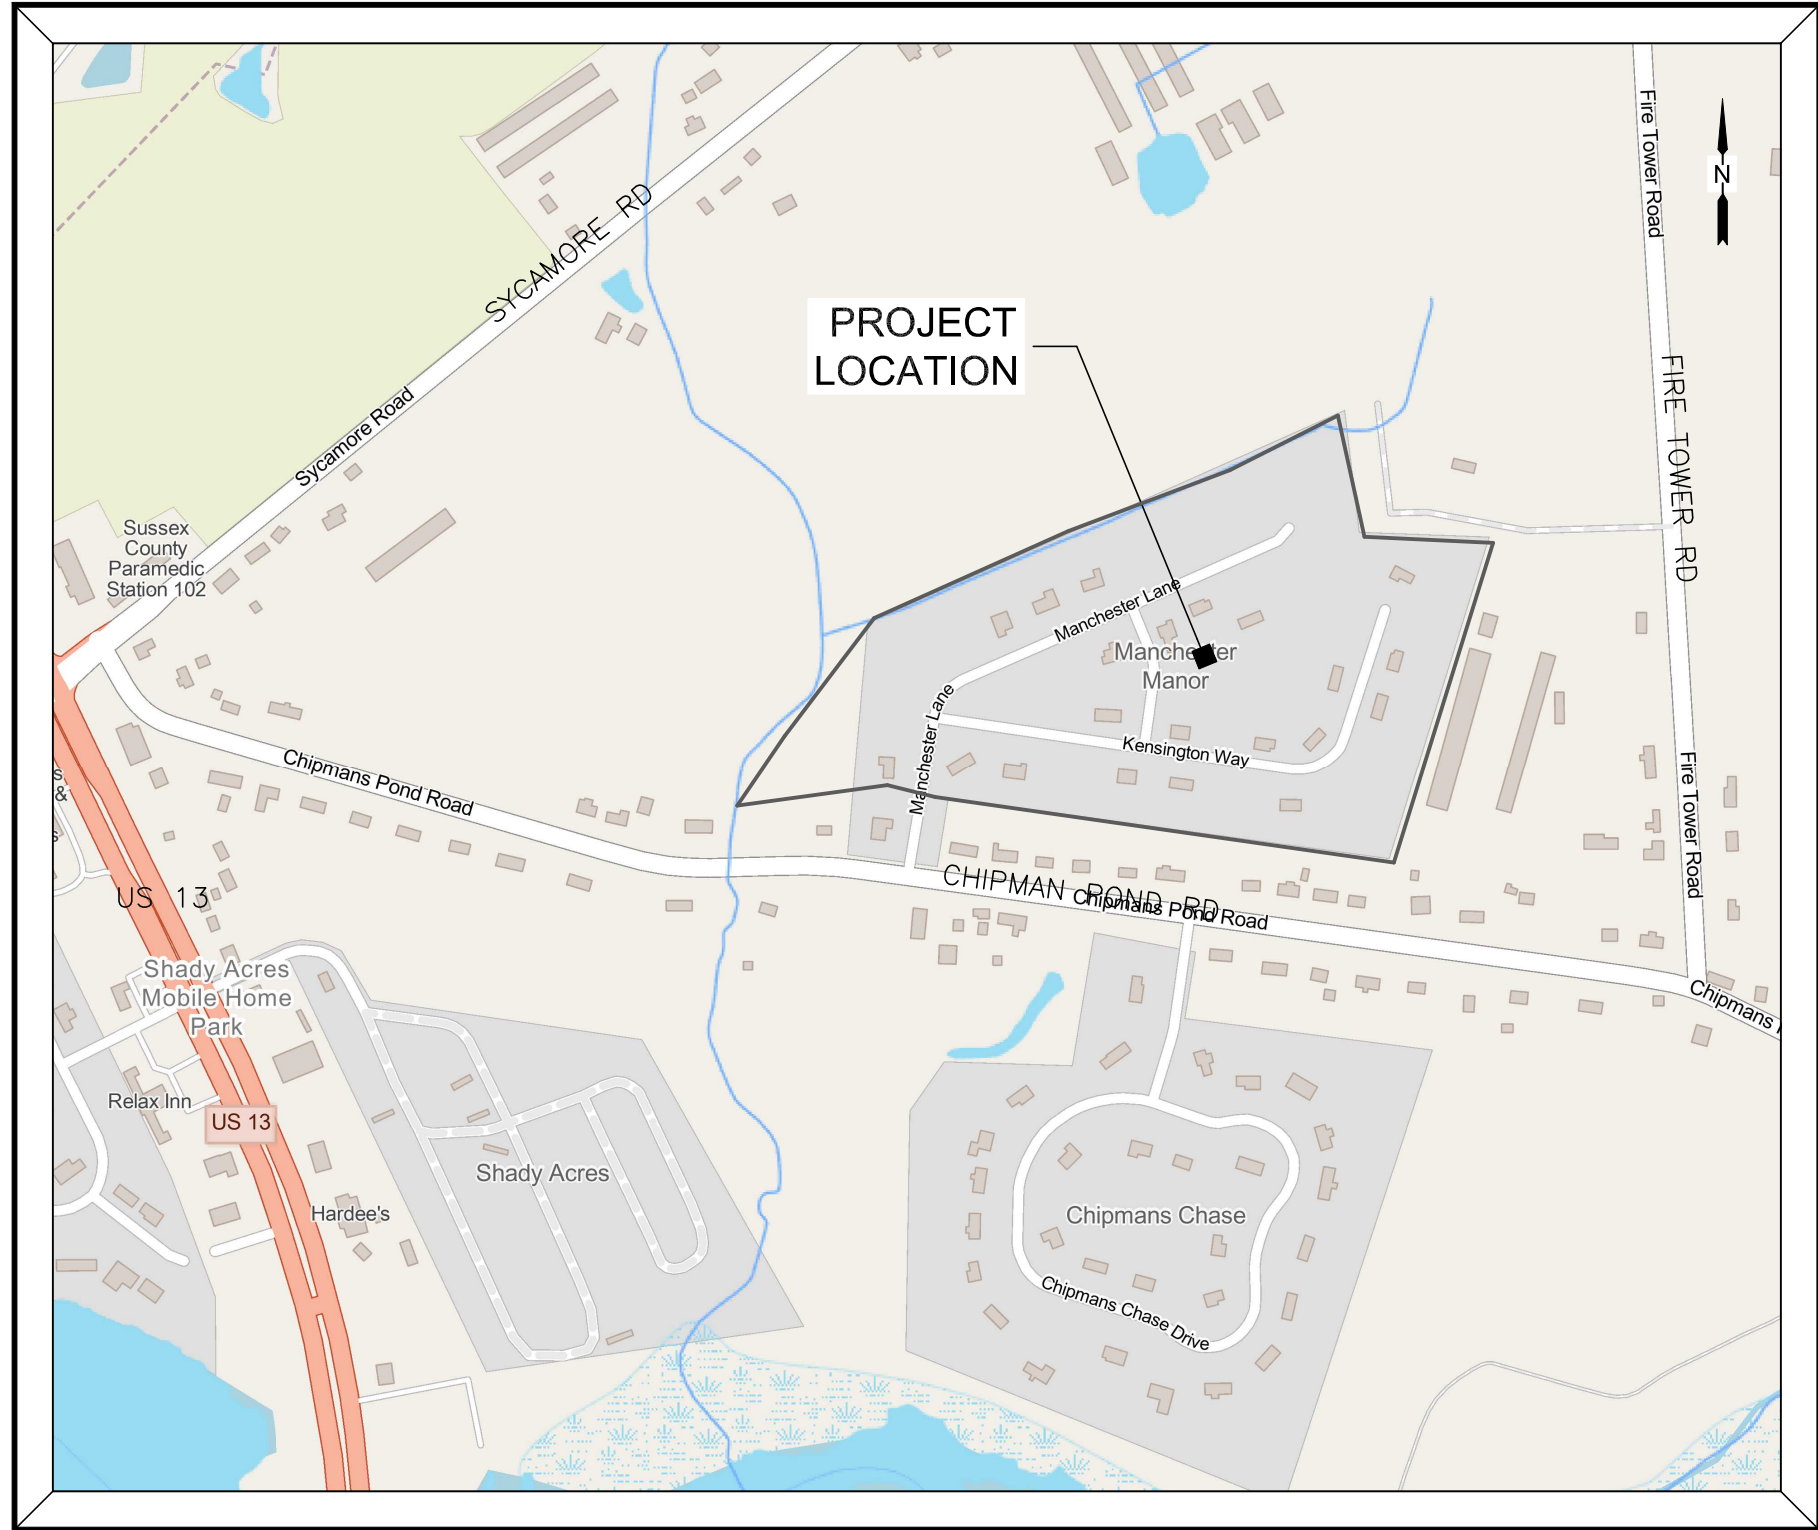 Fire Tower Road
N
SYCAMORE RD
PROJECT
LOCATION
FIRE TOWER RD
Sycamore Road
Sussex
County
Paramedic
Station 102
Manchester Lane
Manchester
Manor
Manchester Lane
Kensington Way
Chipmans Pond Road
Fire Tower Road
s
&
s
US 13
CHIPMAN POND RD
Chipmans Pond Road
Shady Acres
Mobile Home
Park
Chipmans
Relax Inn
US 13
Shady Acres
Hardee's
Chipmans Chase
Chipmans Chase Drive